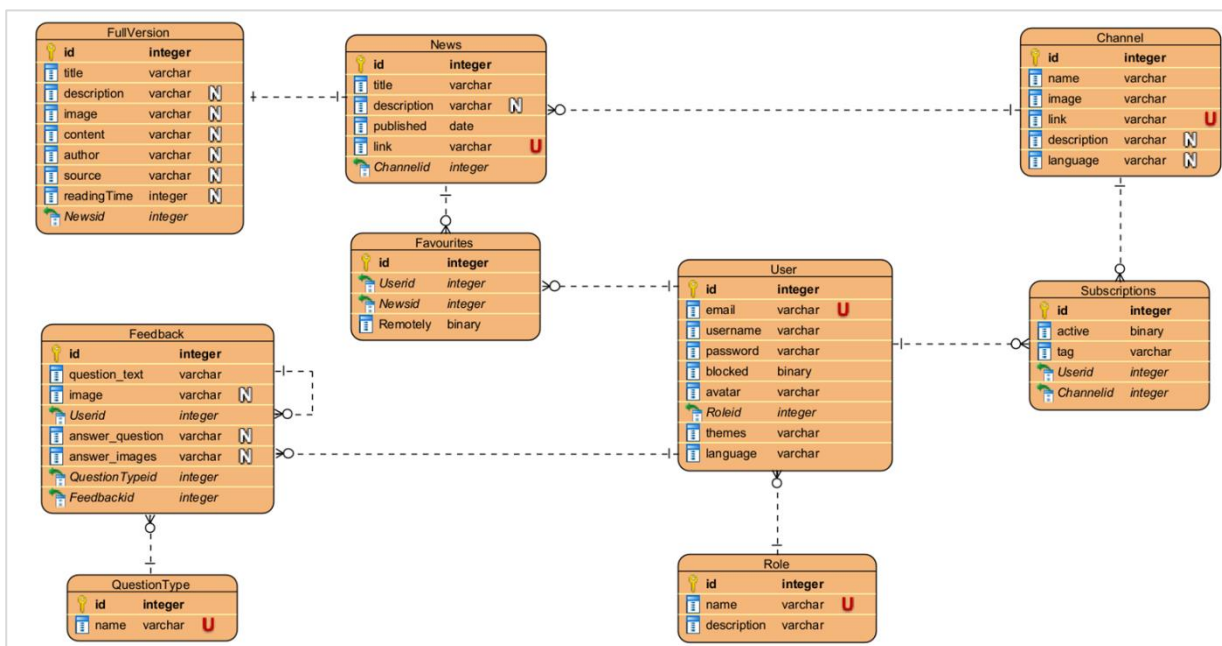 FullVersion
id integer
title varchar
description varchar N
image varchar N
content varchar N
author varchar N
source varchar N
readingTime integer N
Newsid integer
News
id integer
title varchar
description varchar N
published date
link varchar U
Channelid integer
Channel
id integer
name varchar
image varchar
link varchar U
description varchar N
language varchar N
Favourites
id integer
Userid integer
Newsid integer
Remotely binary
User
id integer
email varchar U
username varchar
password varchar
blocked binary
avatar varchar
Roleid integer
themes varchar
language varchar
Subscriptions
id integer
active binary
tag varchar
Userid integer
Channelid integer
Feedback
id integer
question_text varchar
image varchar N
Userid integer
answer_question varchar N
answer_images varchar N
QuestionTypeid integer
Feedbackid integer
QuestionType
id integer
name varchar U
Role
id integer
name varchar U
description varchar